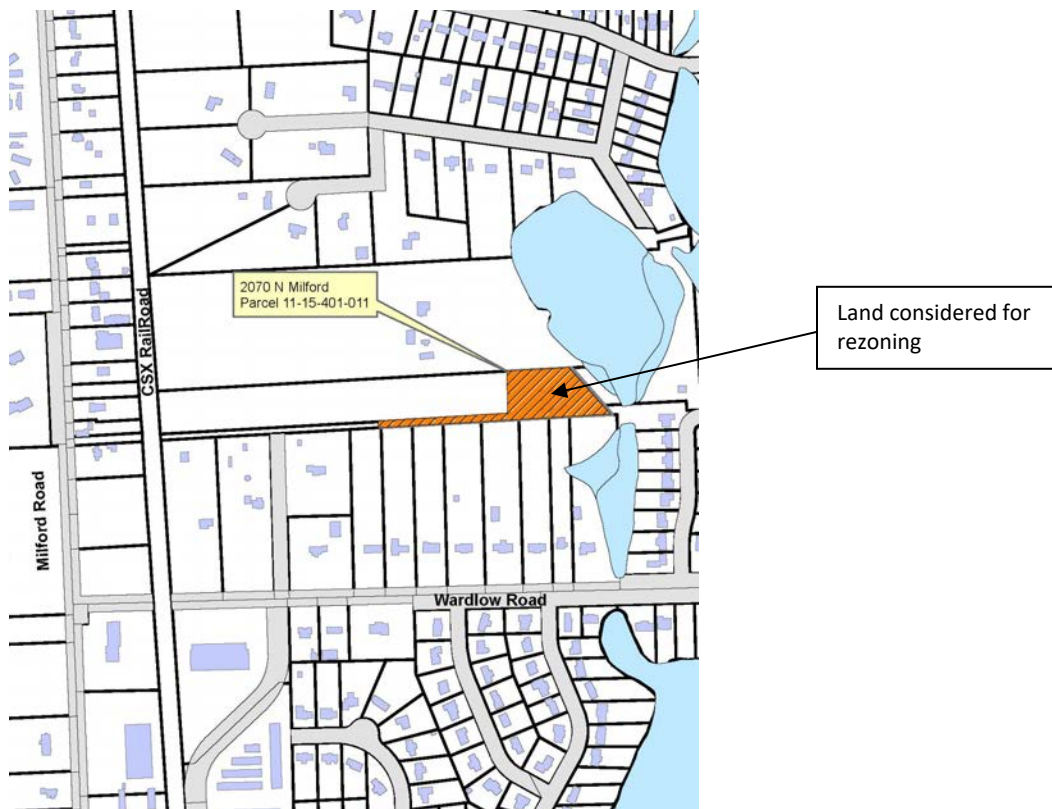 2070 N Milford
Parcel 11-15-401-011
Land considered for
rezoning
CSX RailRoad
Milford Road
Wardlow Road